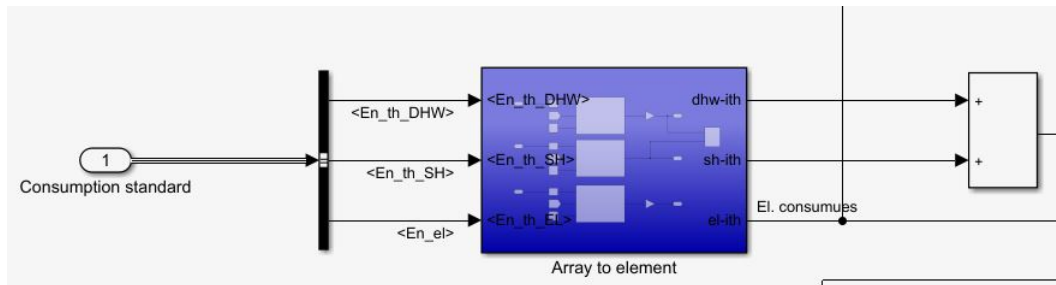 <En_th_DHW>
<En_th_DHW>
dhw-ith
+
1
Consumption standard
<En_th_SH>
<En_th_SH>
sh-ith
+
<En_el>
<En_th_EL>
el-ith
El. consumues
Array to element